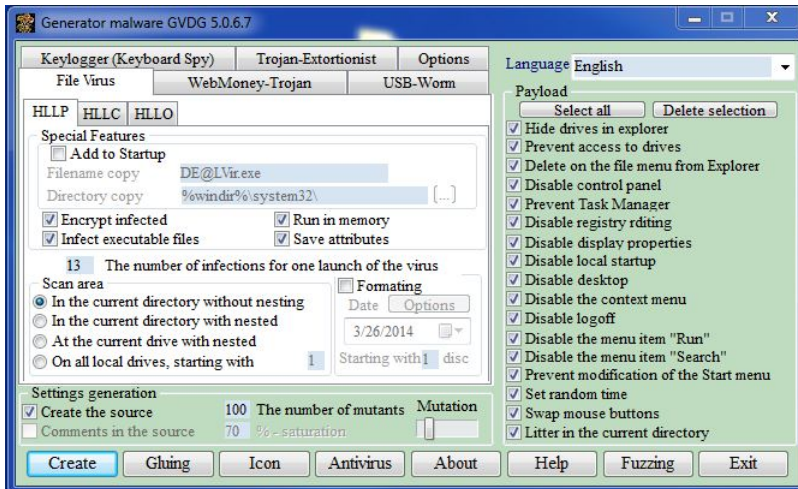 Generator malware GVDG 5.0.6.7
Keylogger (Keyboard Spy) Trojan-Extortionist Options
File Virus WebMoney-Trojan USB-Worm
HLLP HLLC HLLO
Special Features
Add to Startup
Filename copy DE@LVir.exe
Directory copy %windir%\system32\ [...]
Encrypt infected Run in memory
Infect executable files Save attributes
13 The number of infections for one launch of the virus
Scan area
In the current directory without nesting
In the current directory with nested
At the current drive with nested
On all local drives, starting with 1
Formating
Date Options
3/26/2014
Starting with 1 disc
Settings generation
Create the source 100 The number of mutants Mutation
Comments in the source 70 % - saturation
Language English
Payload
Select all Delete selection
Hide drives in explorer
Prevent access to drives
Delete on the file menu from Explorer
Disable control panel
Prevent Task Manager
Disable registry rditing
Disable display properties
Disable local startup
Disable desktop
Disable the context menu
Disable logoff
Disable the menu item "Run"
Disable the menu item "Search"
Prevent modification of the Start menu
Set random time
Swap mouse buttons
Litter in the current directory
Create Gluing Icon Antivirus About Help Fuzzing Exit